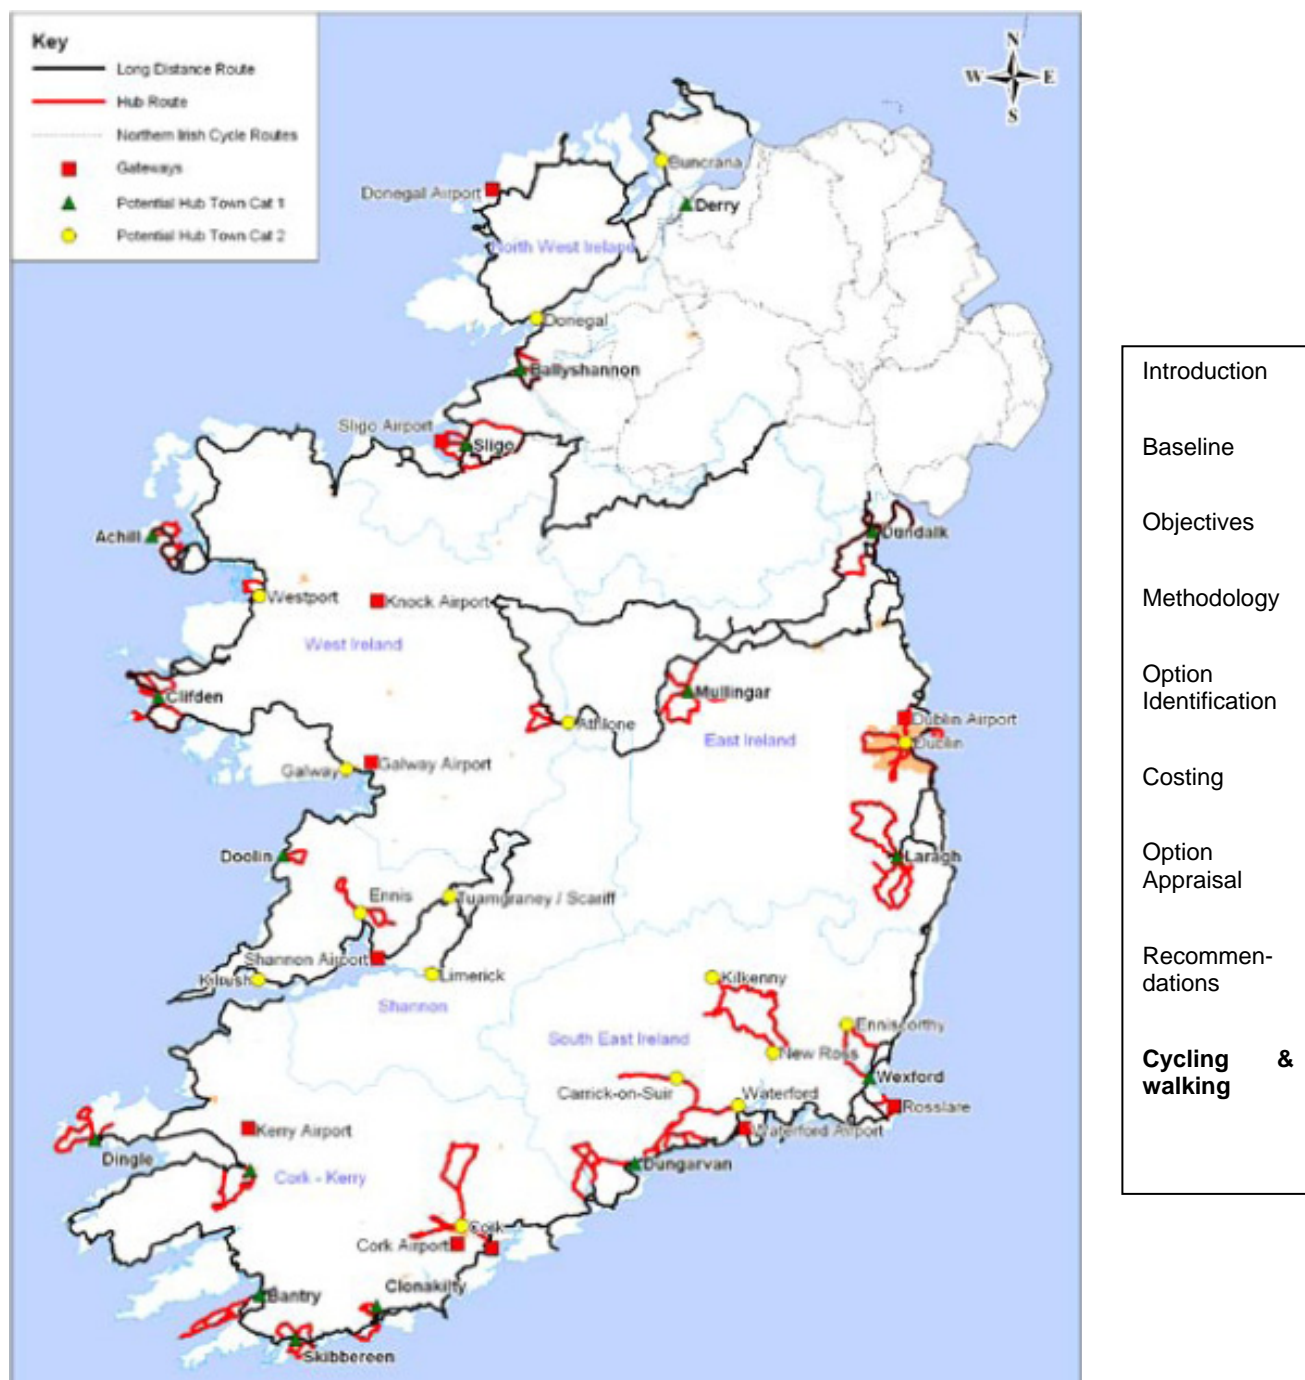 Key
Long Distance Route
Hub Route
Northern Irish Cycle Routes
Gateways
Potential Hub Town Cat 1
Potential Hub Town Cat 2
N
W E
S
Buncrana
Donegal Airport
Derry
North West Ireland
Donegal
Ballyshannon
Sligo Airport
Sligo
Achill
Dundalk
Westport
Knock Airport
West Ireland
Clifden
Mullingar
Athlone
Dublin Airport
East Ireland
Dublin
Galway
Galway Airport
Doolin
Laragh
Ennis
Tuamgraney / Scariff
Shannon Airport
Kilrush
Limerick
Kilkenny
Shannon
Enniscorthy
South East Ireland
New Ross
Wexford
Carrick-on-Suir
Waterford
Rosslare
Kerry Airport
Waterford Airport
Dingle
Dungarvan
Cork - Kerry
Cork
Cork Airport
Clonakilty
Bantry
Skibbereen
Introduction
Baseline
Objectives
Methodology
Option
Identification
Costing
Option
Appraisal
Recommen-
dations
Cycling &
walking